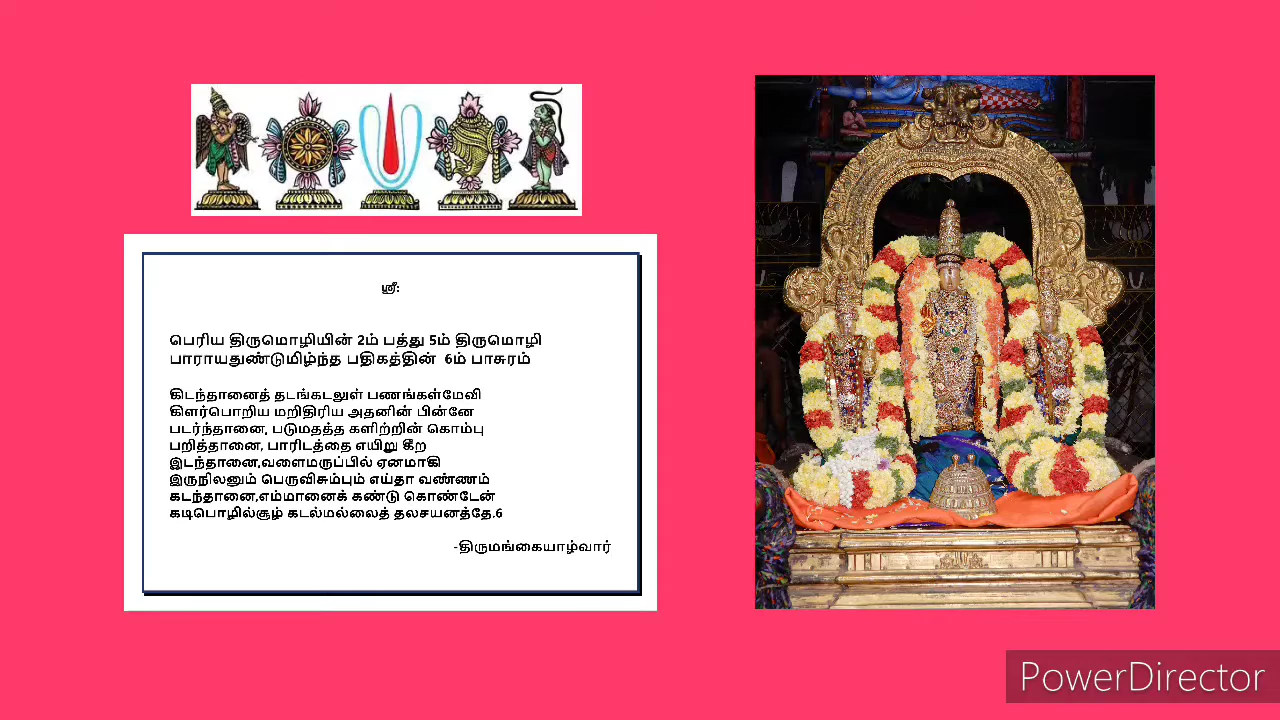 ஸ்ரீ:
பெரிய திருமொழியின் 2ம் பத்து 5ம் திருமொழி
பாராயதுண்டுமிழ்ந்த பதிகத்தின் 6ம் பாசுரம்
கிடந்தானைத் தடங்கடலுள் பணங்கள்மேவி
கிளர்பொறிய மறிதிரிய அதனின் பின்னே
படர்ந்தானை, படுமதத்த களிற்றின் கொம்பு
பறித்தானை, பாரிடத்தை எயிறு கீற
இடந்தானை,வளைமருப்பில் ஏனமாகி
இருநிலனும் பெருவிசும்பும் எய்தா வண்ணம்
கடந்தானை,எம்மானைக் கண்டு கொண்டேன்
கடிபொழில்சூழ் கடல்மல்லைத் தலசயனத்தே.6
-திருமங்கையாழ்வார்
PowerDirector